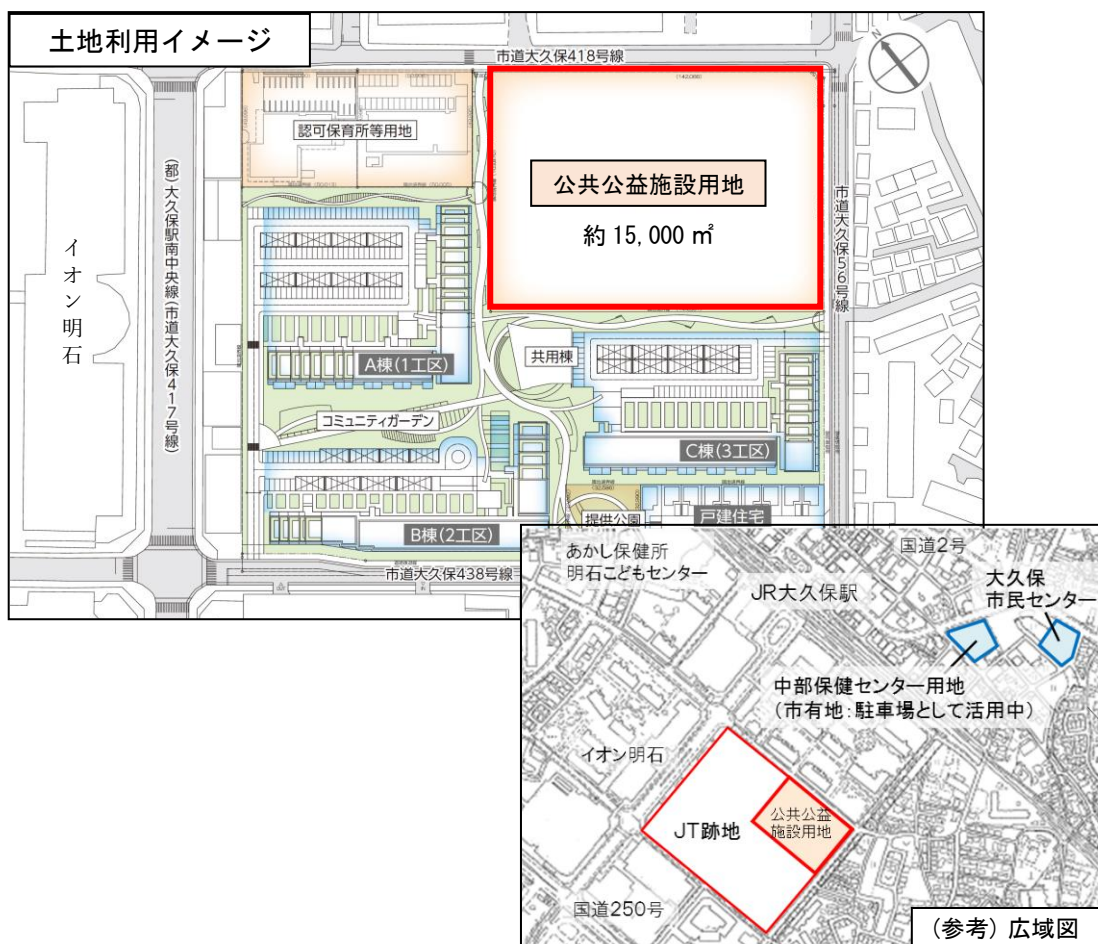 土地利用イメージ
市道大久保418号線
N
(142.089)
認可保育所等用地
公共公益施設用地
約 15,000 ㎡
(都)大久保駅南中央線(市道大久保417号線)
市道大久保56号線
イオン明石
共用棟
A棟(1工区)
コミュニティガーデン
C棟(3工区)
提供公園
戸建住宅
B棟(2工区)
市道大久保438号線
あかし保健所
明石こどもセンター
国道2号
JR大久保駅
大久保
市民センター
中部保健センター用地
(市有地:駐車場として活用中)
イオン明石
公共公益
施設用地
JT跡地
国道250号
(参考) 広域図